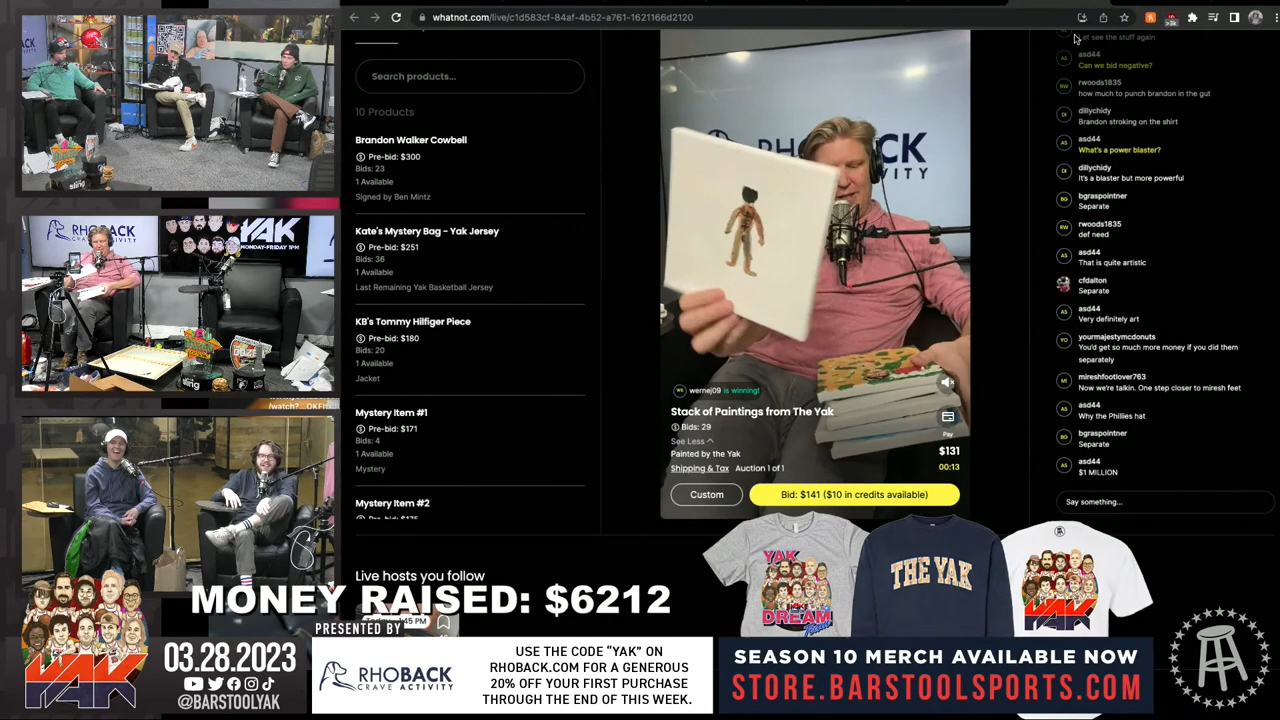 whatnot.com/live/c1d583cf-84af-4b52-a761-1621166d2120
Search products...
10 Products
Brandon Walker Cowbell
Pre-bid: $300
Bids: 23
1 Available
Signed by Ben Mintz
Kate's Mystery Bag - Yak Jersey
Pre-bid: $251
Bids: 36
1 Available
Last Remaining Yak Basketball Jersey
KB's Tommy Hilfiger Piece
Pre-bid: $180
Bids: 20
1 Available
Jacket
Mystery Item #1
Pre-bid: $171
Bids: 4
1 Available
Mystery
Mystery Item #2
Live hosts you follow
RHOBACK
YAK
MONDAY-FRIDAY 1PM
sling
wernej09 is winning!
Stack of Paintings from The Yak
Bids: 29
See Less
Painted by the Yak
Shipping & Tax Auction 1 of 1
Pay
$131
00:13
Custom
Bid: $141 ($10 in credits available)
et see the stuff again
asd44
Can we bid negative?
rwoods1835
how much to punch brandon in the gut
dillychidy
Brandon stroking on the shirt
asd44
What's a power blaster?
dillychidy
It's a blaster but more powerful
bgraspointner
Separate
rwoods1835
def need
asd44
That is quite artistic
cfdalton
Separate
asd44
Very definitely art
yourmajestymcdonuts
You'd get so much more money if you did them
separately
mireshfootlover763
Now we're talkin. One step closer to miresh feet
asd44
Why the Phillies hat
bgraspointner
Separate
asd44
$1 MILLION
Say something...
MONEY RAISED: $6212
PRESENTED BY
YAK
03.28.2023
@BARSTOOLYAK
RHOBACK
CRAVE ACTIVITY
USE THE CODE “YAK” ON
RHOBACK.COM FOR A GENEROUS
20% OFF YOUR FIRST PURCHASE
THROUGH THE END OF THIS WEEK.
YAK
DREAM
THE YAK
YAK
SEASON 10 MERCH AVAILABLE NOW
STORE.BARSTOOLSPORTS.COM